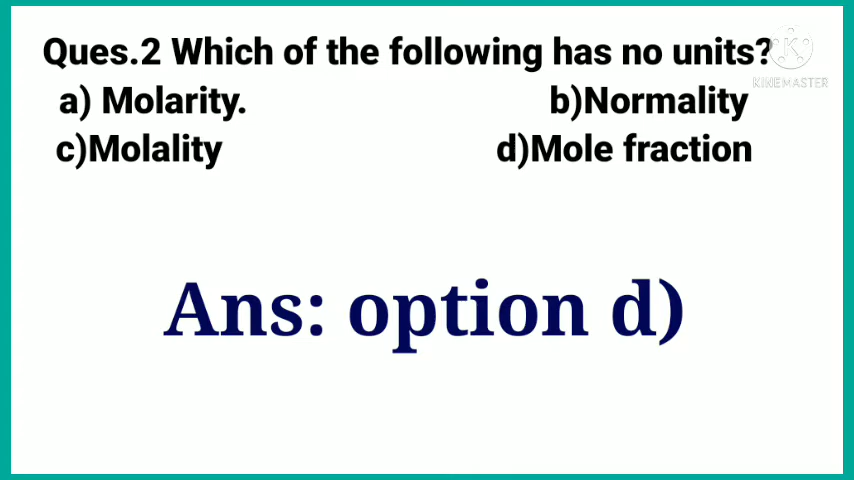 Ques.2 Which of the following has no units?
KINEMASTER
a) Molarity. b)Normality
c)Molality d)Mole fraction
Ans: option d)